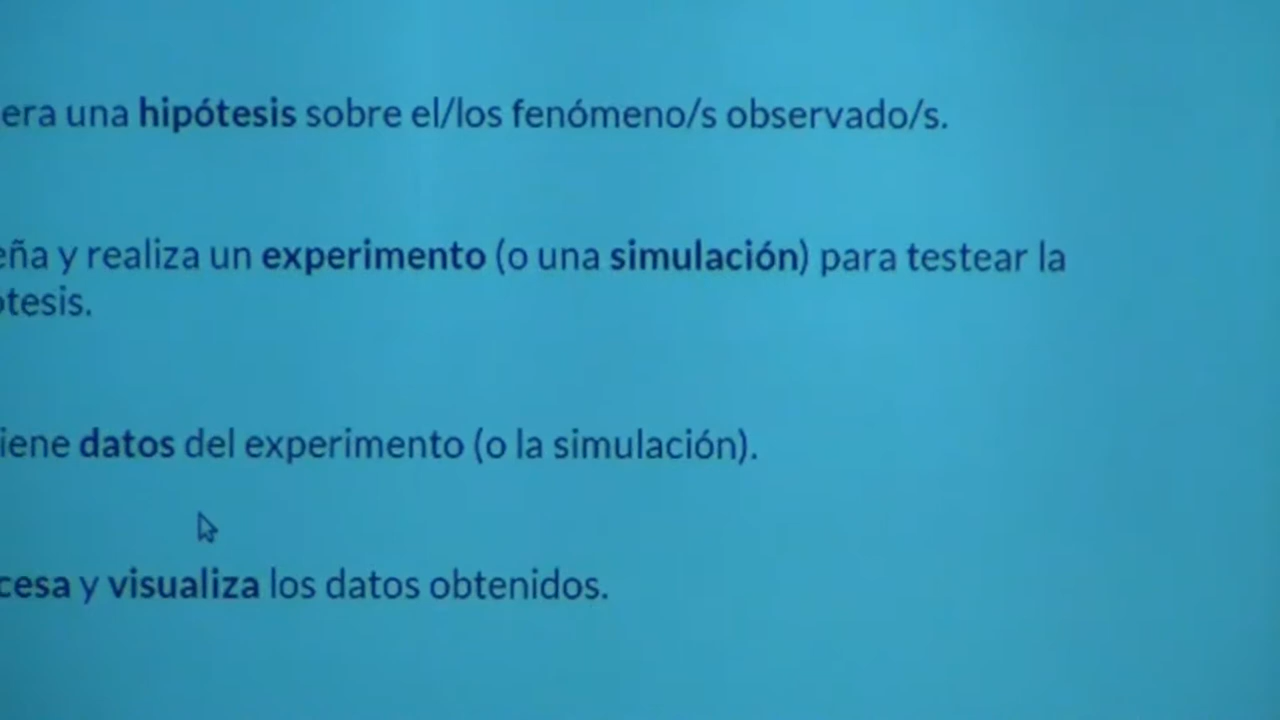 era una hipótesis sobre el/los fenómeno/s observado/s.
eña y realiza un experimento (o una simulación) para testear la
tesis.
iene datos del experimento (o la simulación).
cesa y visualiza los datos obtenidos.